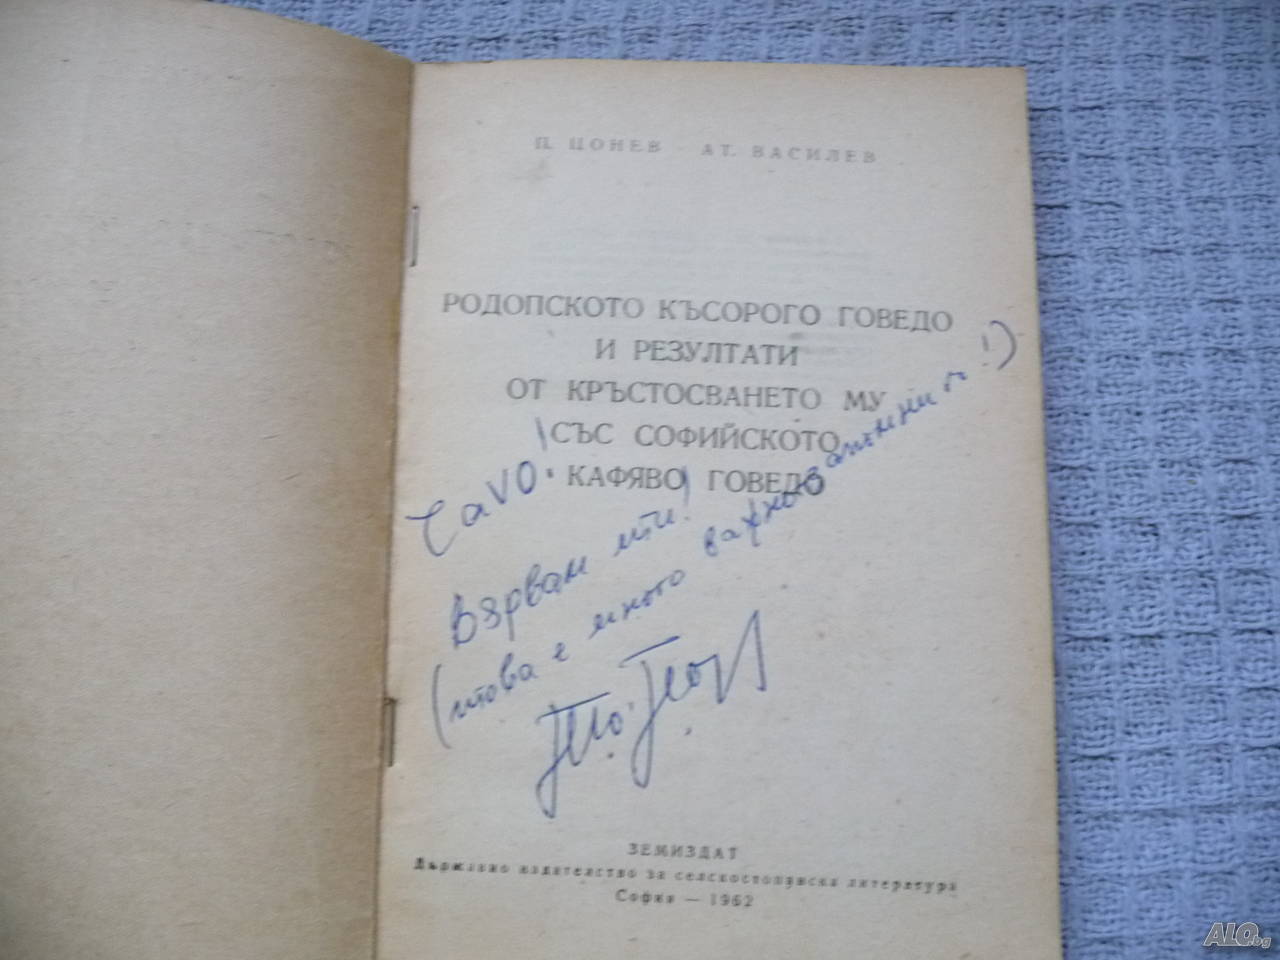 П. ЦОНЕВ АТ. ВАСИЛЕВ
РОДОПСКОТО КЪСОРОГО ГОВЕДО
И РЕЗУЛТАТИ
ОТ КРЪСТОСВАНЕТО МУ
СЪС СОФИЙСКОТО
КАФЯВО ГОВЕДО
Вярвам ти!
(това е много важно
ЗЕМИЗДАТ
Държавно издателство за селскостопанска литература
София — 1962
ALO.bg